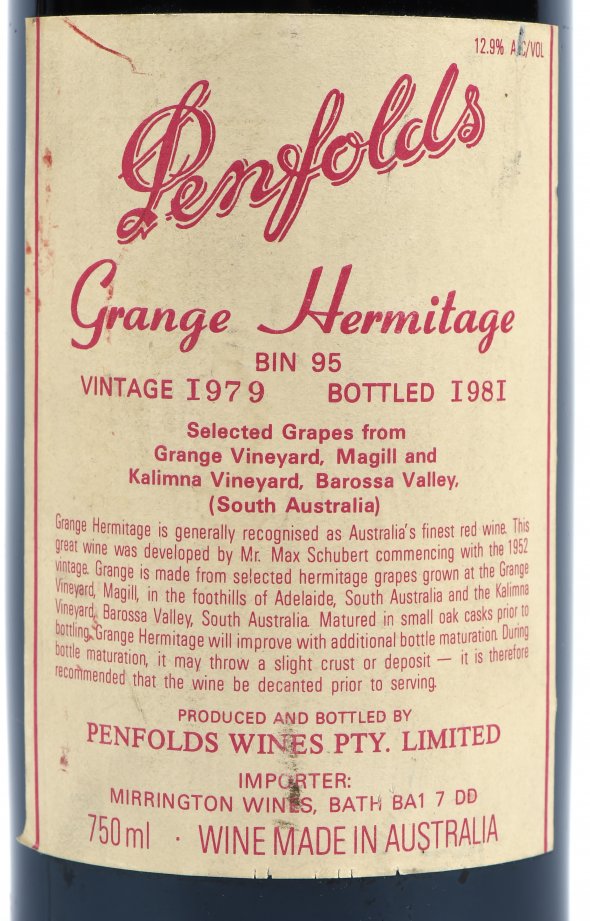 12.9% ALC/VOL
Penfolds
Grange Hermitage
BIN 95
VINTAGE 1979 BOTTLED 1981
Selected Grapes from
Grange Vineyard, Magill and
Kalimna Vineyard, Barossa Valley,
(South Australia)
Grange Hermitage is generally recognised as Australia's finest red wine. This
great wine was developed by Mr. Max Schubert commencing with the 1952
vintage. Grange is made from selected hermitage grapes grown at the Grange
Vineyard, Magill, in the foothills of Adelaide, South Australia and the Kalimna
Vineyard, Barossa Valley, South Australia. Matured in small oak casks prior to
bottling, Grange Hermitage will improve with additional bottle maturation. During
bottle maturation, it may throw a slight crust or deposit — it is therefore
recommended that the wine be decanted prior to serving.
PRODUCED AND BOTTLED BY
PENFOLDS WINES PTY. LIMITED
IMPORTER:
MIRRINGTON WINES, BATH BA1 7 DD
750 ml · WINE MADE IN AUSTRALIA